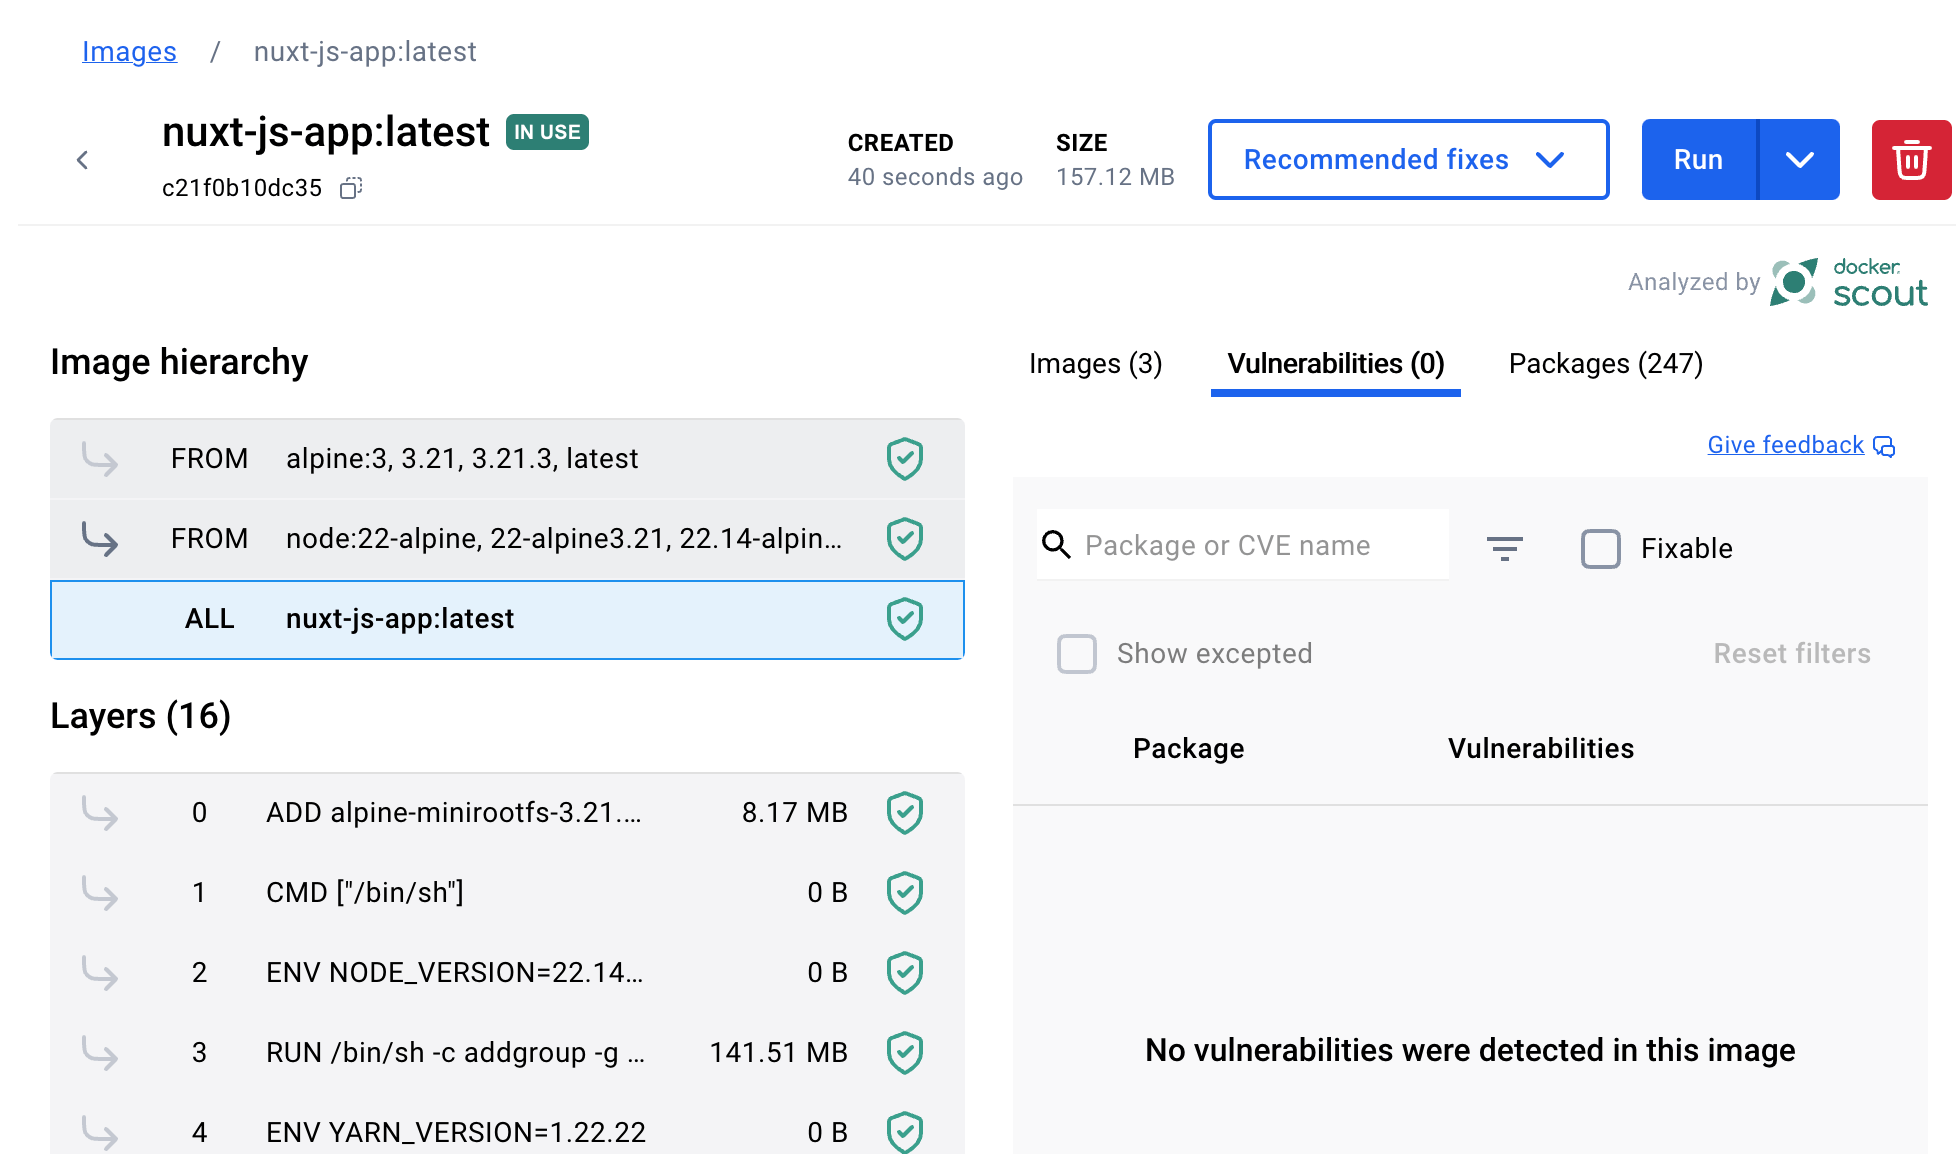 Images / nuxt-js-app:latest
nuxt-js-app:latest IN USE
c21f0b10dc35
CREATED
40 seconds ago
SIZE
157.12 MB
Recommended fixes
Run
Analyzed by docker scout
Image hierarchy
FROM alpine:3, 3.21, 3.21.3, latest
FROM node:22-alpine, 22-alpine3.21, 22.14-alpin...
ALL nuxt-js-app:latest
Layers (16)
0 ADD alpine-minirootfs-3.21.... 8.17 MB
1 CMD ["/bin/sh"] 0 B
2 ENV NODE_VERSION=22.14... 0 B
3 RUN /bin/sh -c addgroup -g ... 141.51 MB
4 ENV YARN_VERSION=1.22.22 0 B
Images (3) Vulnerabilities (0) Packages (247)
Give feedback
Package or CVE name Fixable
Show excepted Reset filters
Package Vulnerabilities
No vulnerabilities were detected in this image